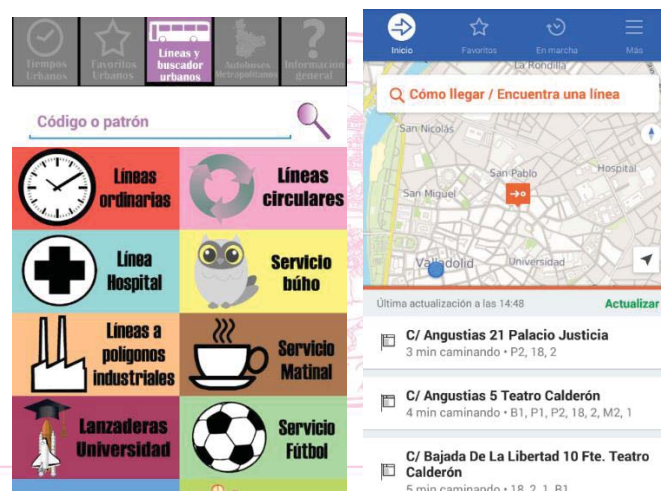 Tiempos
Urbanos
Favoritos
Urbanos
Líneas y
buscador
urbanos
Autobuses
Metropolitanos
Información
general
Código o patrón
Líneas
ordinarias
Líneas
circulares
Línea
Hospital
Servicio
búho
Líneas a
polígonos
industriales
Servicio
Matinal
Lanzaderas
Universidad
Servicio
Fútbol
Inicio
Favoritos
En marcha
Más
La Rondilla
Cómo llegar / Encuentra una línea
San Nicolás
San Pablo
Hospital
San Miguel
Valladolid
Universidad
Última actualización a las 14:48
Actualizar
C/ Angustias 21 Palacio Justicia
3 min caminando • P2, 18, 2
C/ Angustias 5 Teatro Calderón
4 min caminando • B1, P1, P2, 18, 2, M2, 1
C/ Bajada De La Libertad 10 Fte. Teatro
Calderón
5 min caminando • 18, 2, 1, B1